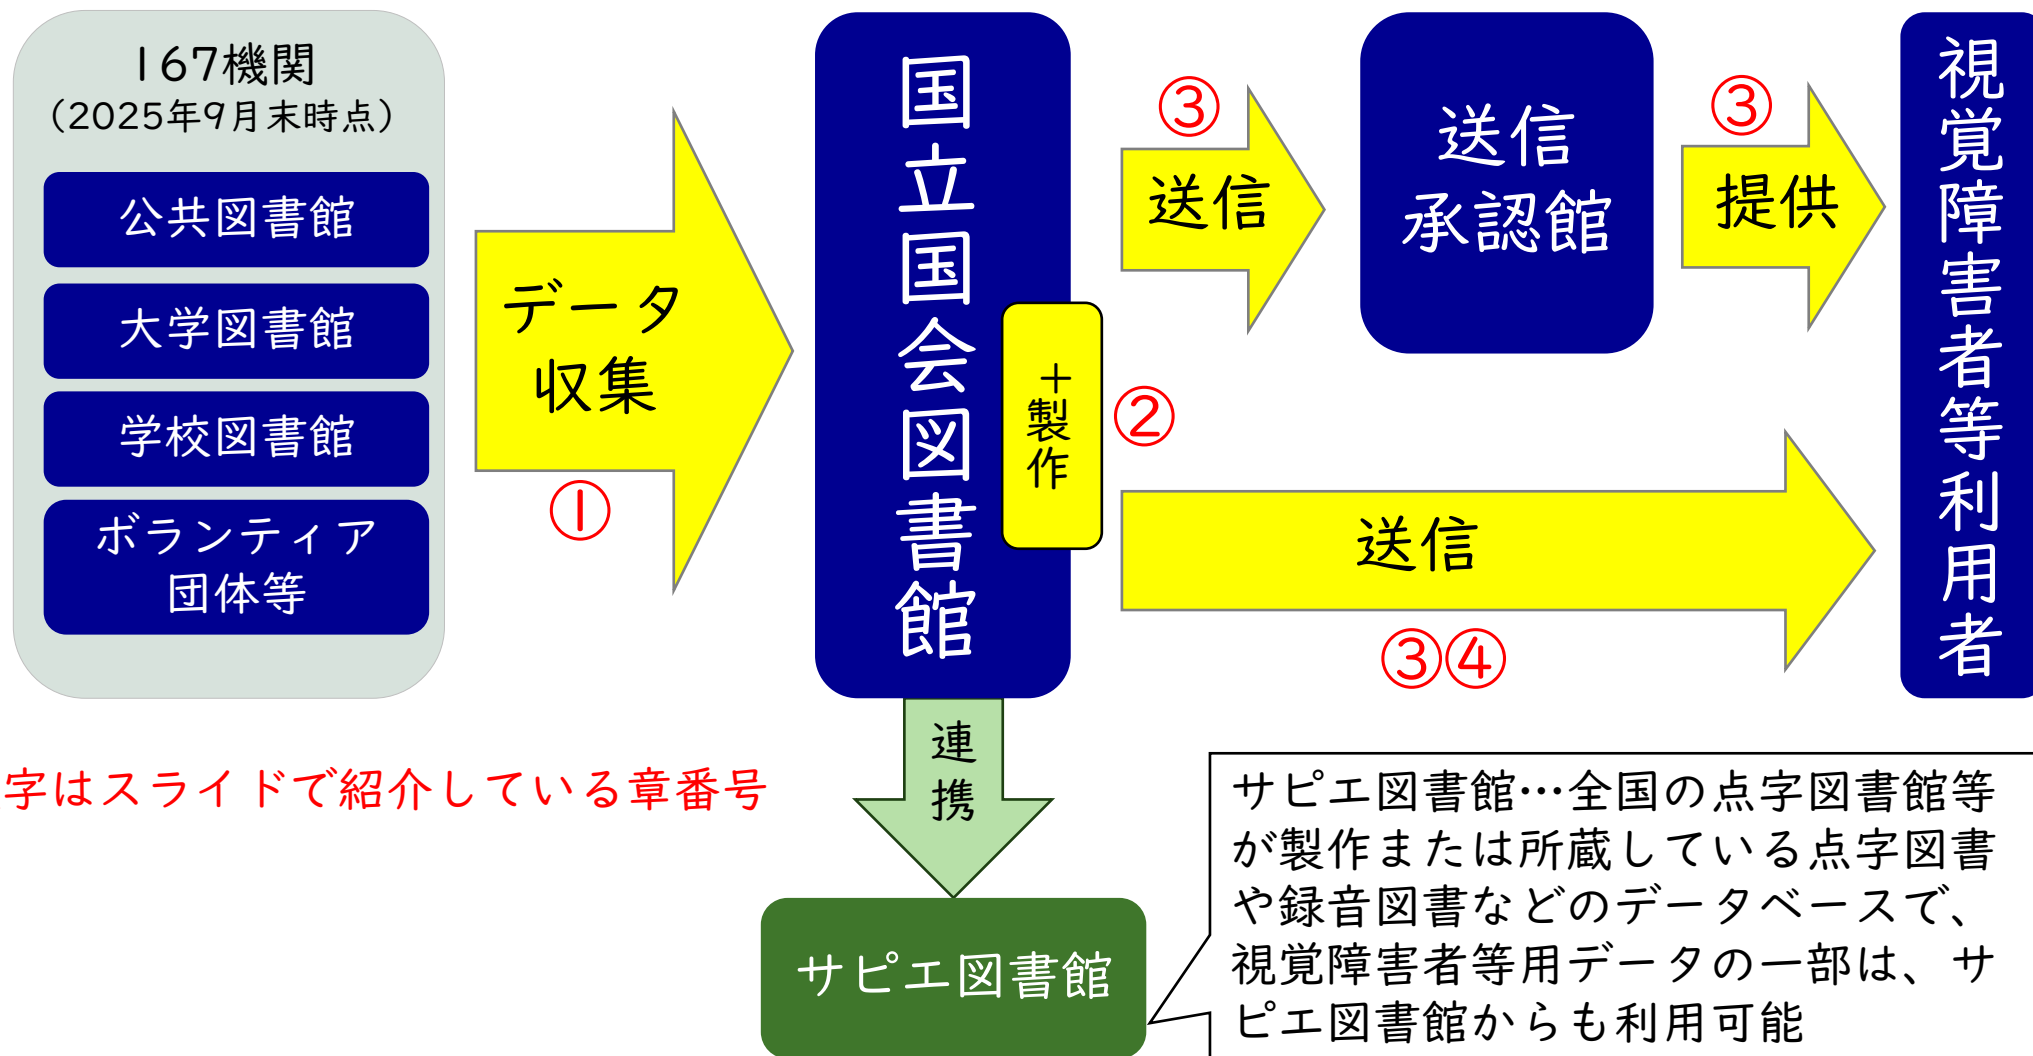 167機関
(2025年9月末時点)
公共図書館
大学図書館
学校図書館
ボランティア
団体等
データ
収集
①
国立国会図書館
+製作
②
③
送信
送信
承認館
③
提供
送信
③④
視覚障害者等利用者
連携
字はスライドで紹介している章番号
サピエ図書館
サピエ図書館…全国の点字図書館等
が製作または所蔵している点字図書
や録音図書などのデータベースで、
視覚障害者等用データの一部は、サ
ピエ図書館からも利用可能